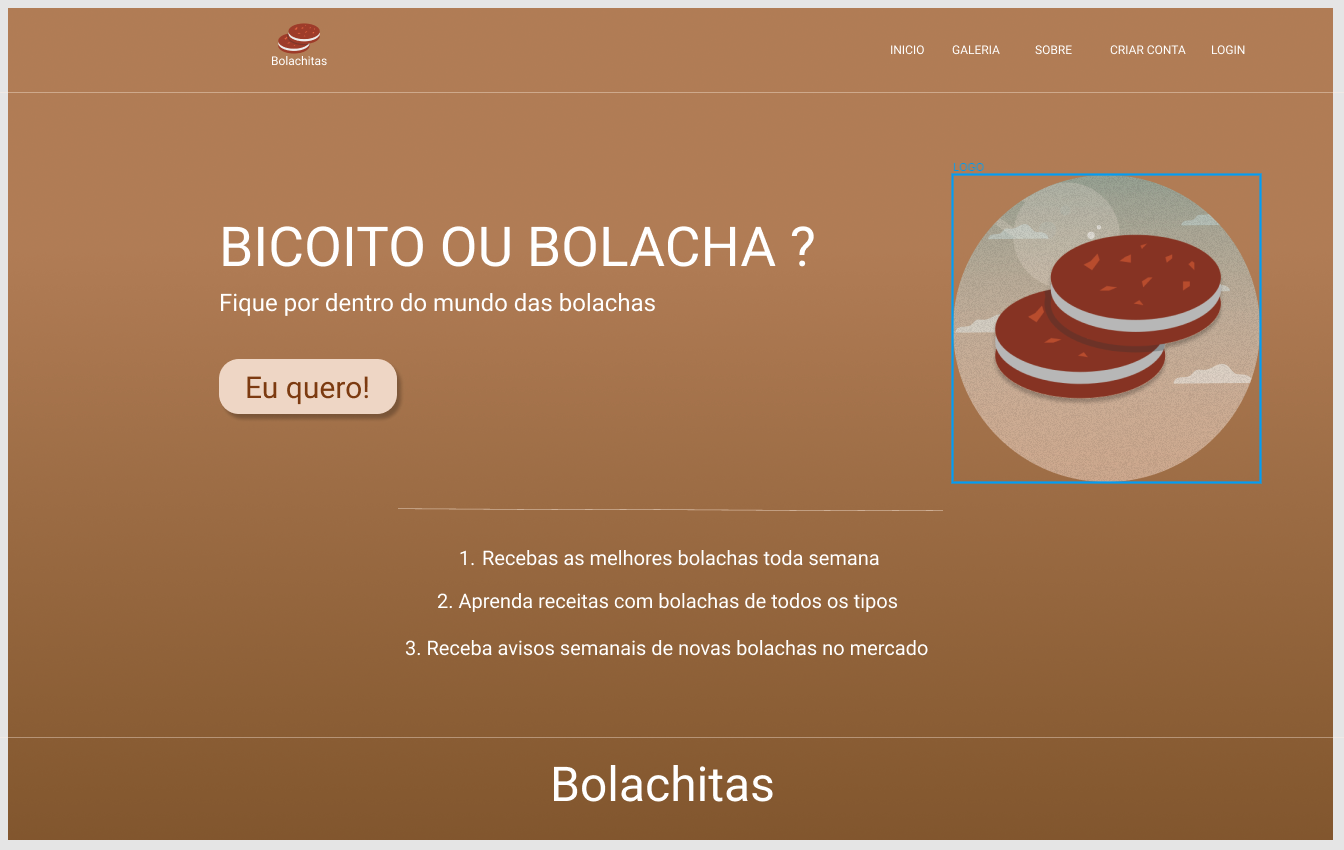 Bolachitas
INICIO GALERIA SOBRE CRIAR CONTA LOGIN
LOGO
BICOITO OU BOLACHA ?
Fique por dentro do mundo das bolachas
Eu quero!
1. Recebas as melhores bolachas toda semana
2. Aprenda receitas com bolachas de todos os tipos
3. Receba avisos semanais de novas bolachas no mercado
Bolachitas